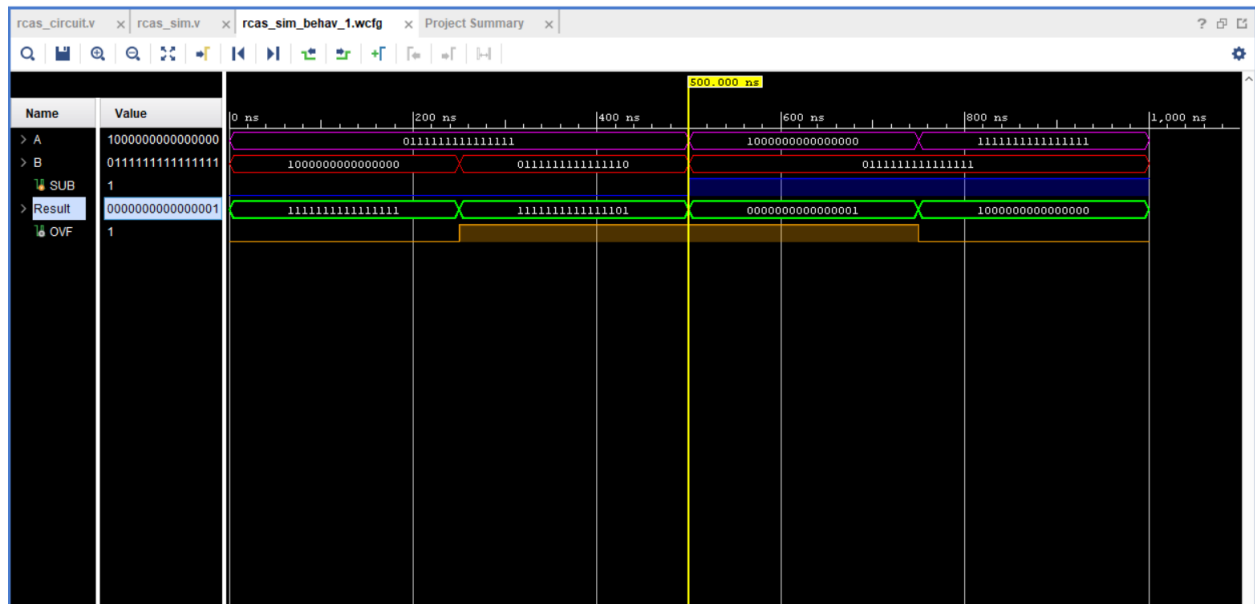 rcas_circuit.v × rcas_sim.v × rcas_sim_behav_1.wcfg × Project Summary ×
500.000 ns
Name Value
0 ns 200 ns 400 ns 600 ns 800 ns 1,000 ns
A 1000000000000000 0111111111111111 1000000000000000 1111111111111111
B 0111111111111111 1000000000000000 0111111111111110 0111111111111111
SUB 1
Result 0000000000000001 1111111111111111 1111111111111101 0000000000000001 1000000000000000
OVF 1